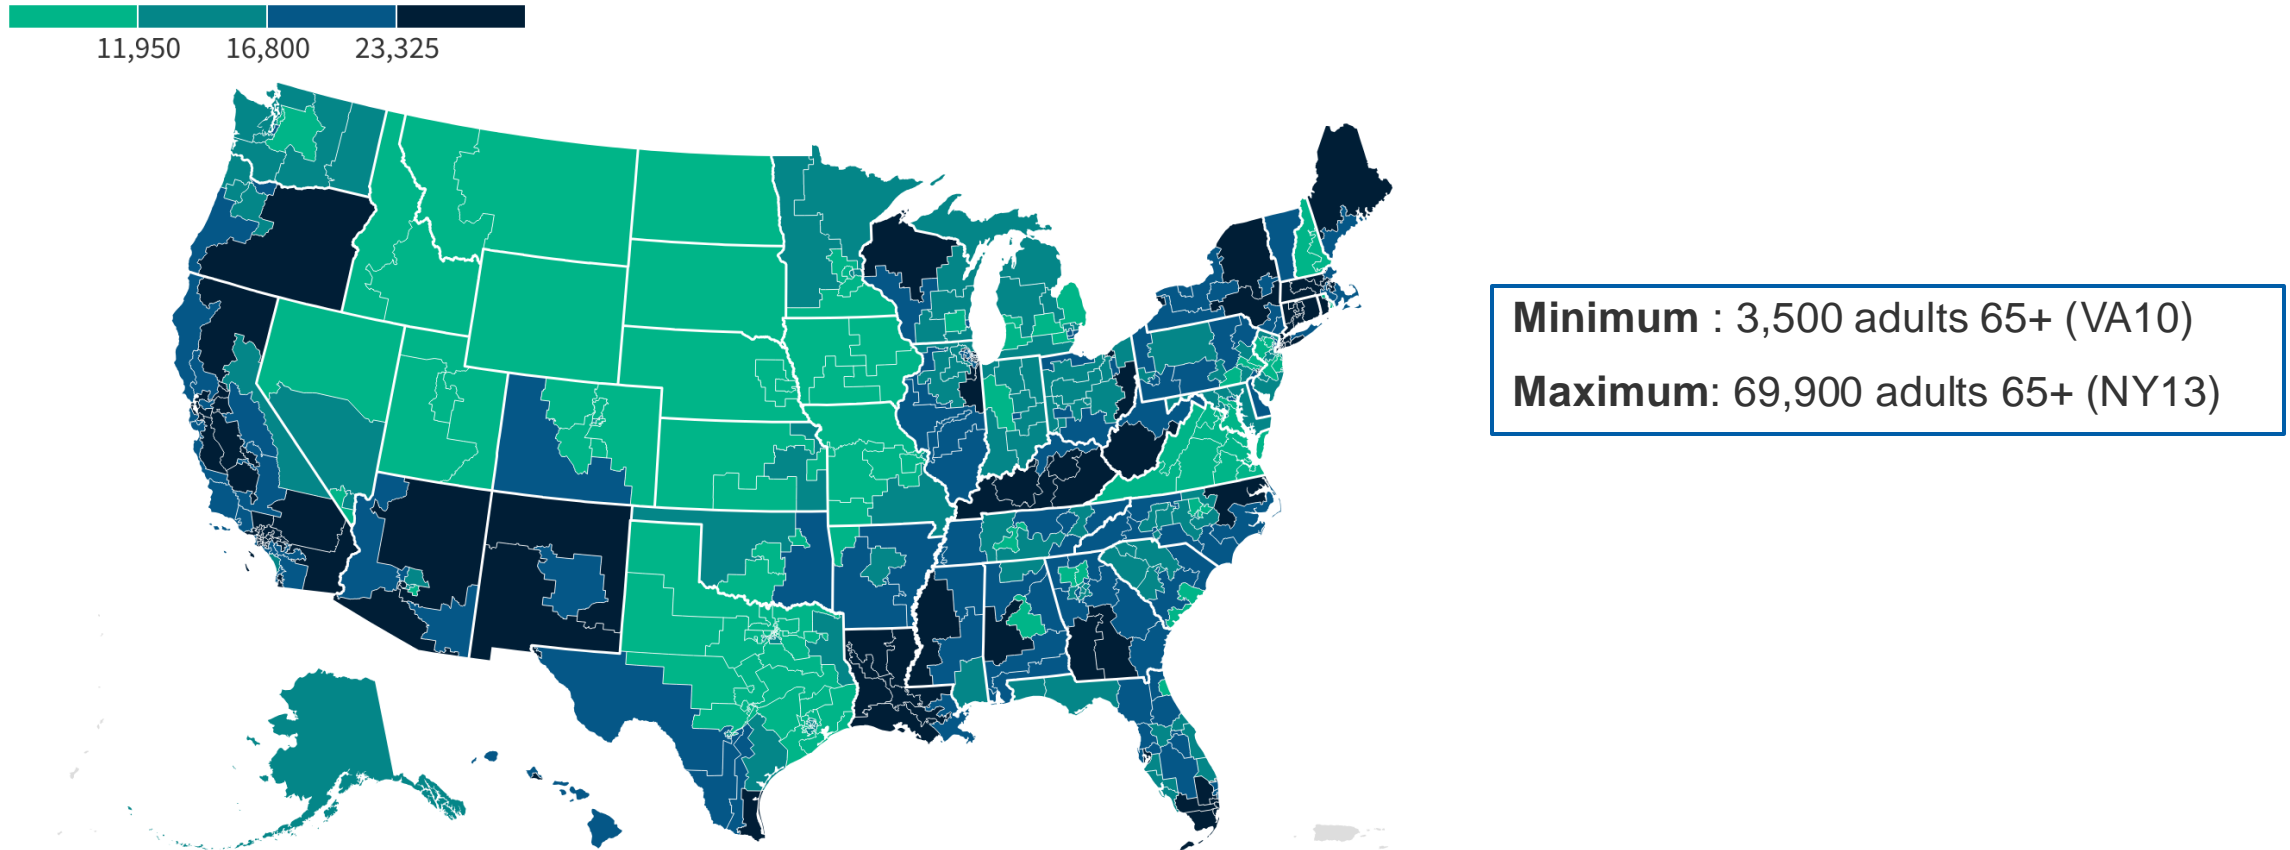 11,950 16,800 23,325
Minimum : 3,500 adults 65+ (VA10)
Maximum: 69,900 adults 65+ (NY13)